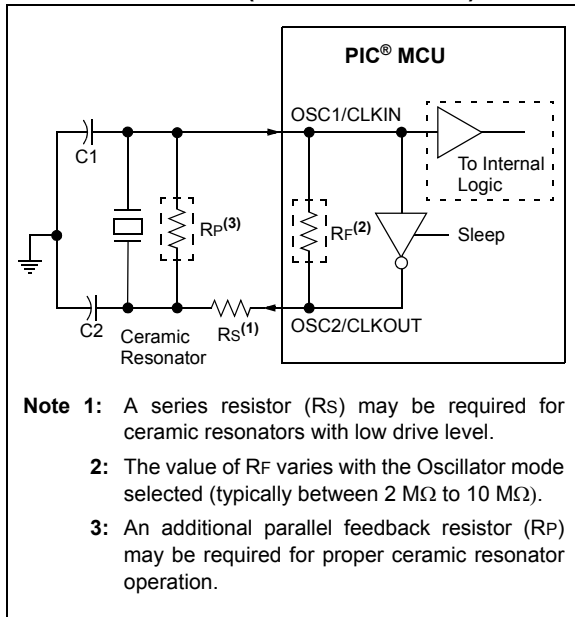 PIC® MCU
OSC1/CLKIN
C1
To Internal
Logic
RP(3)
RF(2)
Sleep
C2
Ceramic
Resonator
RS(1)
OSC2/CLKOUT
Note 1: A series resistor (RS) may be required for
ceramic resonators with low drive level.
2: The value of RF varies with the Oscillator mode
selected (typically between 2 MΩ to 10 MΩ).
3: An additional parallel feedback resistor (RP)
may be required for proper ceramic resonator
operation.